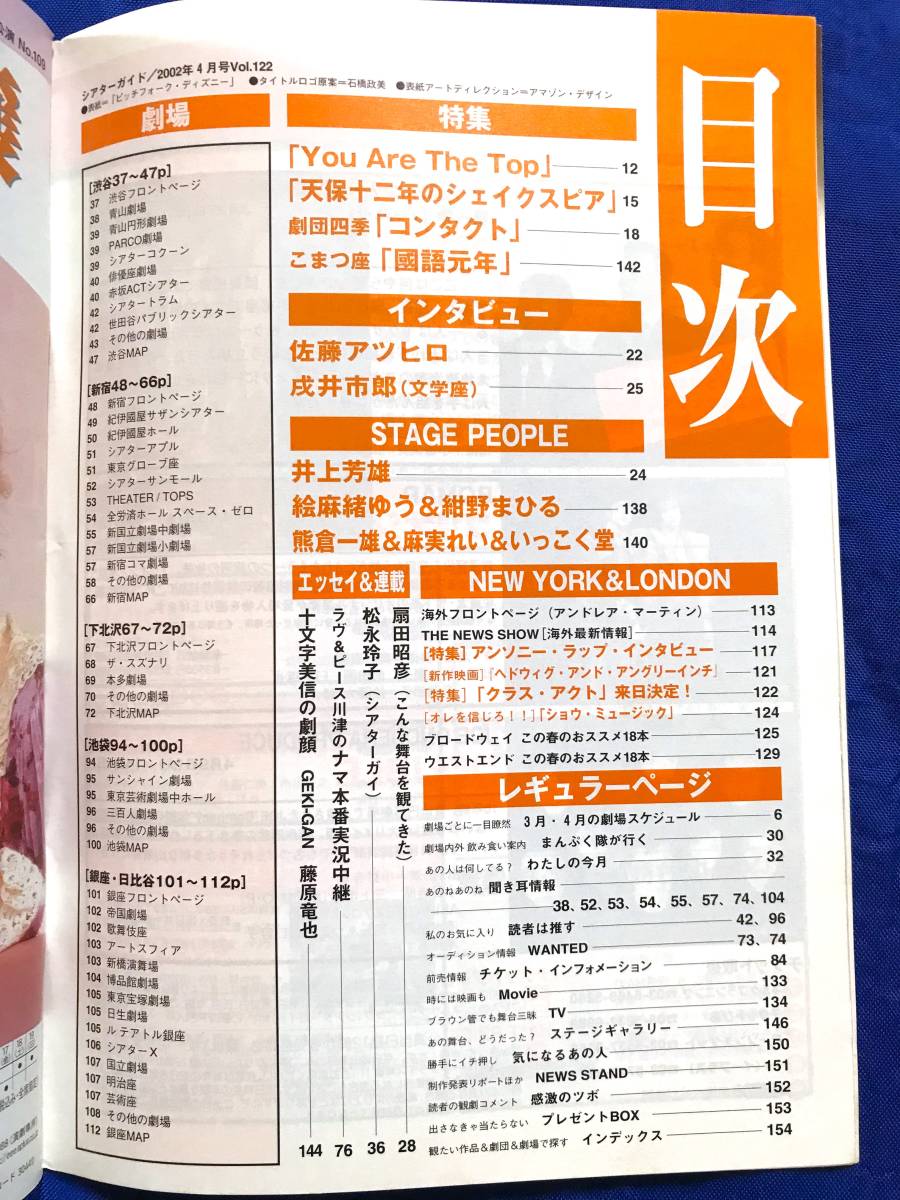 シアターガイド/2002年4月号Vol.122
●表紙=「ピッチフォーク・ディズニー」 ●タイトルロゴ原案=石橋政美 ●表紙アートディレクション=アマゾン・デザイン
目次
劇場
[渋谷37〜47p]
37 渋谷フロントページ
38 青山劇場
39 青山円形劇場
39 PARCO劇場
39 シアターコクーン
40 俳優座劇場
40 赤坂ACTシアター
42 シアタートラム
42 世田谷パブリックシアター
43 その他の劇場
47 渋谷MAP
[新宿48〜66p]
48 新宿フロントページ
49 紀伊國屋サザンシアター
50 紀伊國屋ホール
51 シアターアプル
51 東京グローブ座
52 シアターサンモール
53 THEATER/TOPS
54 全労済ホール スペース・ゼロ
55 新国立劇場中劇場
57 新国立劇場小劇場
57 新宿コマ劇場
58 その他の劇場
66 新宿MAP
[下北沢67〜72p]
67 下北沢フロントページ
68 ザ・スズナリ
69 本多劇場
70 その他の劇場
72 下北沢MAP
[池袋94〜100p]
94 池袋フロントページ
95 サンシャイン劇場
95 東京芸術劇場中ホール
96 三百人劇場
96 その他の劇場
100 池袋MAP
[銀座・日比谷101〜112p]
101 銀座フロントページ
102 帝国劇場
102 歌舞伎座
103 アートスフィア
103 新橋演舞場
104 博品館劇場
105 東京宝塚劇場
105 日生劇場
105 ル テアトル銀座
106 シアターX
107 国立劇場
107 明治座
107 芸術座
108 その他の劇場
112 銀座MAP
特集
「You Are The Top」 12
「天保十二年のシェイクスピア」 15
劇団四季「コンタクト」 18
こまつ座「國語元年」 142
インタビュー
佐藤アツヒロ 22
戌井市郎(文学座) 25
STAGE PEOPLE
井上芳雄 24
絵麻緒ゆう&紺野まひる 138
熊倉一雄&麻実れい&いっこく堂 140
エッセイ&連載
扇田昭彦(こんな舞台を観てきた) 28
松永玲子(シアターガイ) 36
ラヴ&ピース川津のナマ本番実況中継 76
十文字美信の劇顔 GEKI-GAN 藤原竜也 144
NEW YORK&LONDON
海外フロントページ(アンドレア・マーティン) 113
THE NEWS SHOW[海外最新情報] 114
[特集]アンソニー・ラップ・インタビュー 117
[新作映画]『ヘドウィグ・アンド・アングリーインチ』 121
[特集]「クラス・アクト」来日決定! 122
[オレを信じろ!!]「ショウ・ミュージック」 124
ブロードウェイ この春のおススメ18本 125
ウエストエンド この春のおススメ18本 129
レギュラーページ
劇場ごとに一目瞭然 3月・4月の劇場スケジュール 6
劇場内外 飲み食い案内 まんぷく隊が行く 30
あの人は何してる? わたしの今月 32
あのねあのね 聞き耳情報
38、52、53、54、55、57、74、104
私のお気に入り 読者は推す 42、96
オーディション情報 WANTED 73、74
前売情報 チケット・インフォメーション 84
時には映画も Movie 133
ブラウン管でも舞台三昧 TV 134
あの舞台、どうだった? ステージギャラリー 146
勝手にイチ押し 気になるあの人 150
制作発表リポートほか NEWS STAND 151
読者の観劇コメント 感激のツボ 152
出さなきゃ当たらない プレゼントBOX 153
観たい作品&劇団&劇場で探す インデックス 154